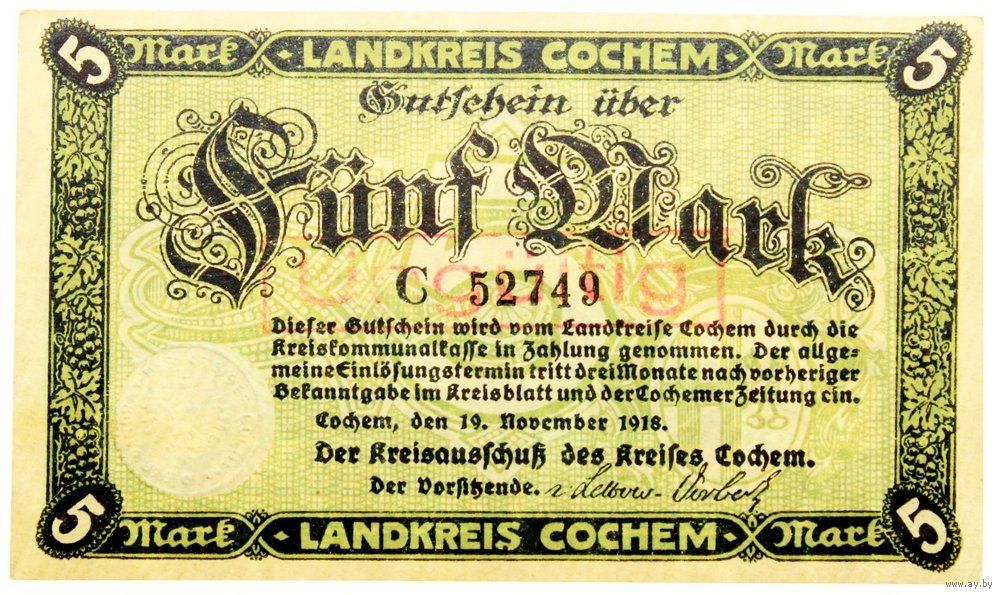 5 Mark LANDKREIS COCHEM Mark 5
Gutschein über
Fünf Mark
Ungültig
C 52749
Dieser Gutschein wird vom Landkreise Cochem durch die
Kreiskommunalkasse in Zahlung genommen. Der allge-
meine Einlösungstermin tritt drei Monate nach vorheriger
Bekanntgabe im Kreisblatt und der Cochemer Zeitung ein.
Cochem, den 19. November 1918.
Der Kreisausschuß des Kreises Cochem.
Der Vorsitzende. v. Lettow-Vorbeck
5 Mark LANDKREIS COCHEM Mark 5
www.ay.by